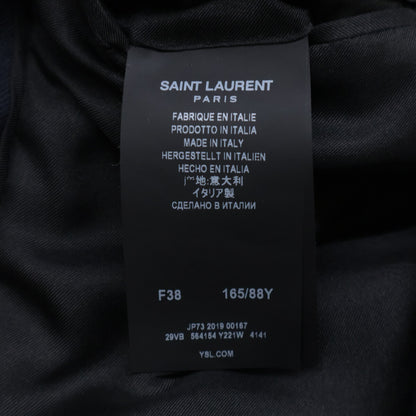 SAINT LAURENT
PARIS
FABRIQUE EN ITALIE
PRODOTTO IN ITALIA
MADE IN ITALY
HERGESTELLT IN ITALIEN
HECHO EN ITALIA
地:意大利
イタリア製
СДЕЛАНО В ИТАЛИИ
F38 165/88Y
JP73 2019 00167
29VB 564154 Y221W 4141
YSL.COM